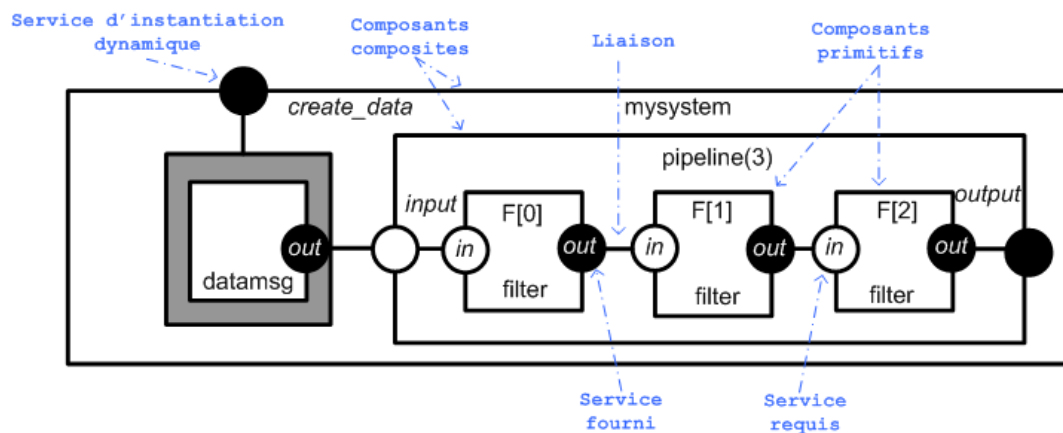 Service d'instantiation
dynamique
Composants
composites
Liaison
Composants
primitifs
create_data
mysystem
pipeline(3)
input
output
F[0]
F[1]
F[2]
out
in
out
in
out
in
out
datamsg
filter
filter
filter
Service
fourni
Service
requis